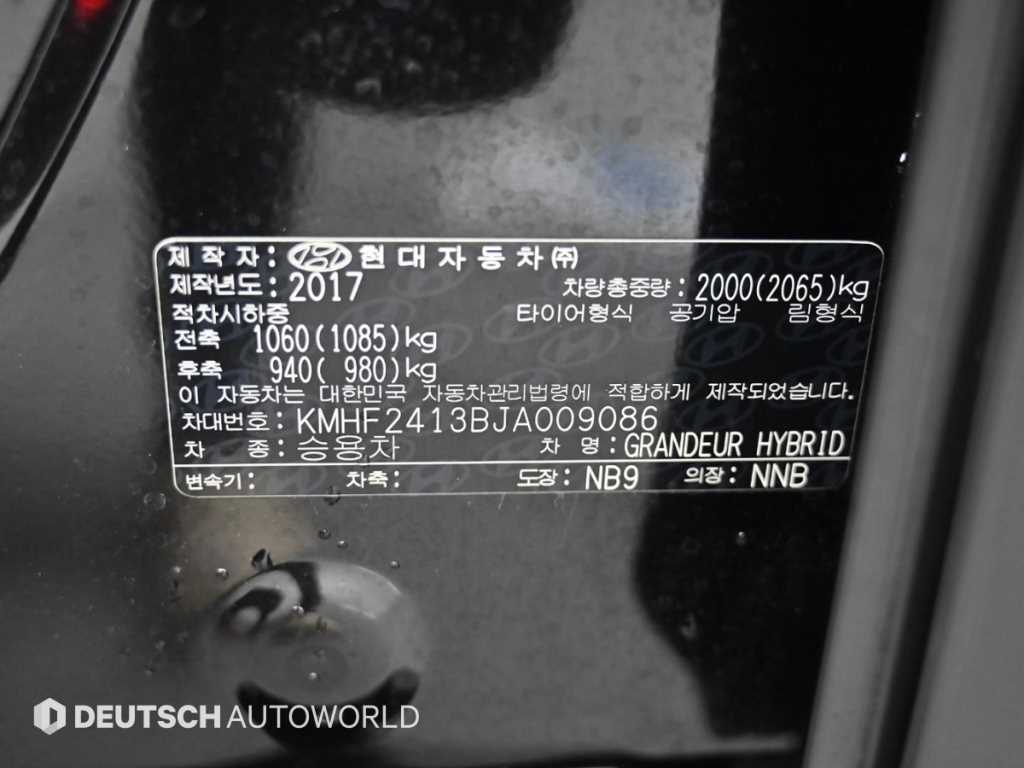 제 작 자 : 현 대 자 동 차 ㈜
제작년도 : 2017 차량총중량 : 2000(2065)kg
적차시하중 타이어형식 공기압 림형식
전축 1060(1085)kg
후축 940( 980)kg
이 자동차는 대한민국 자동차관리법령에 적합하게 제작되었습니다.
차대번호 : KMHF2413BJA009086
차 종 : 승용차 차 명 : GRANDEUR HYBRID
변속기 : 차축 : 도장 : NB9 의장 : NNB
DEUTSCH AUTOWORLD